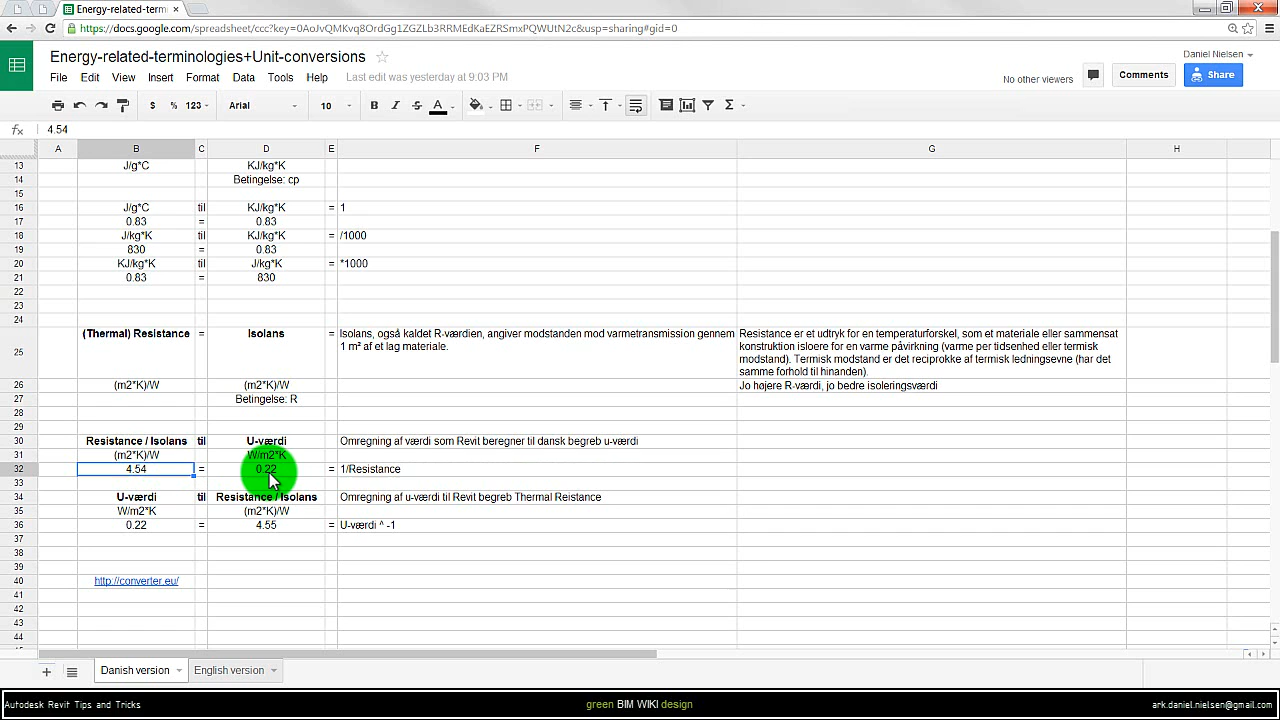 Energy-related-term
https://docs.google.com/spreadsheet/ccc?key=0AoJvQMKvq8OrdGg1ZGZLb3RRMEdKaEZRSmxPQWUtN2c&usp=sharing#gid=0
Energy-related-terminologies+Unit-conversions
Daniel Nielsen
File Edit View Insert Format Data Tools Help Last edit was yesterday at 9:03 PM
No other viewers
Comments
Share
$ % 123 Arial 10 B I S A Σ
fx 4.54
A B C D E F G H
13 J/g*C KJ/kg*K
14 Betingelse: cp
15
16 J/g*C til KJ/kg*K = 1
17 0.83 = 0.83
18 J/kg*K til KJ/kg*K = /1000
19 830 = 0.83
20 KJ/kg*K til J/kg*K = *1000
21 0.83 = 830
22
23
24
25 (Thermal) Resistance = Isolans = Isolans, også kaldet R-værdien, angiver modstanden mod varmetransmission gennem
1 m² af et lag materiale.
Resistance er et udtryk for en temperaturforskel, som et materiale eller sammensat
konstruktion isloere for en varme påvirkning (varme per tidsenhed eller termisk
modstand). Termisk modstand er det reciprokke af termisk ledningsevne (har det
samme forhold til hinanden).
26 (m2*K)/W (m2*K)/W Jo højere R-værdi, jo bedre isoleringsværdi
27 Betingelse: R
28
29
30 Resistance / Isolans til U-værdi Omregning af værdi som Revit beregner til dansk begreb u-værdi
31 (m2*K)/W W/m2*K
32 4.54 = 0.22 = 1/Resistance
33
34 U-værdi til Resistance / Isolans Omregning af u-værdi til Revit begreb Thermal Reistance
35 W/m2*K (m2*K)/W
36 0.22 = 4.55 = U-værdi ^ -1
37
38
39
40 http://converter.eu/
41
42
43
44
Danish version English version
Autodesk Revit Tips and Tricks
green BIM WIKI design
ark.daniel.nielsen@gmail.com